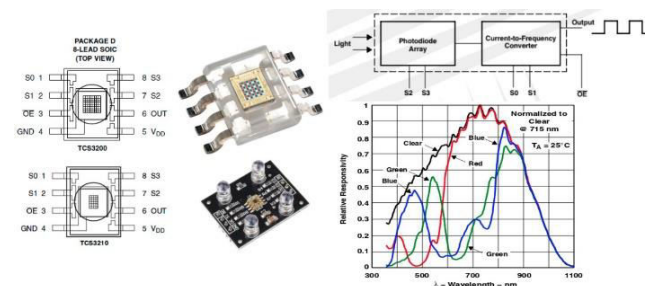 PACKAGE D
8-LEAD SOIC
(TOP VIEW)
S0 1
8 S3
S1 2
7 S2
OE 3
6 OUT
GND 4
5 VDD
TCS3200
S0 1
8 S3
S1 2
7 S2
OE 3
6 OUT
GND 4
5 VDD
TCS3210
Light
Photodiode
Array
Current-to-Frequency
Converter
Output
S2 S3
S0 S1
OE
Normalized to
Clear
@ 715 nm
TA = 25°C
Relative Responsivity
1
0.9
0.8
0.7
0.6
0.5
0.4
0.3
0.2
0.1
0
Clear
Blue
Red
Green
Blue
Green
300 500 700 900 1100
λ – Wavelength – nm